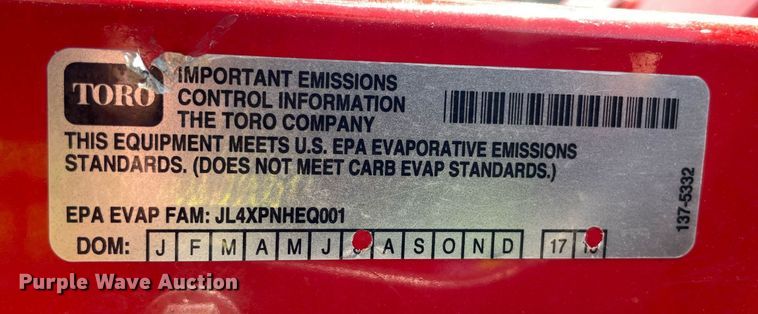 TORO
IMPORTANT EMISSIONS
CONTROL INFORMATION
THE TORO COMPANY
THIS EQUIPMENT MEETS U.S. EPA EVAPORATIVE EMISSIONS
STANDARDS. (DOES NOT MEET CARB EVAP STANDARDS.)
EPA EVAP FAM: JL4XPNHEQ001
DOM: J F M A M J A S O N D 17
137-5332
Purple Wave Auction